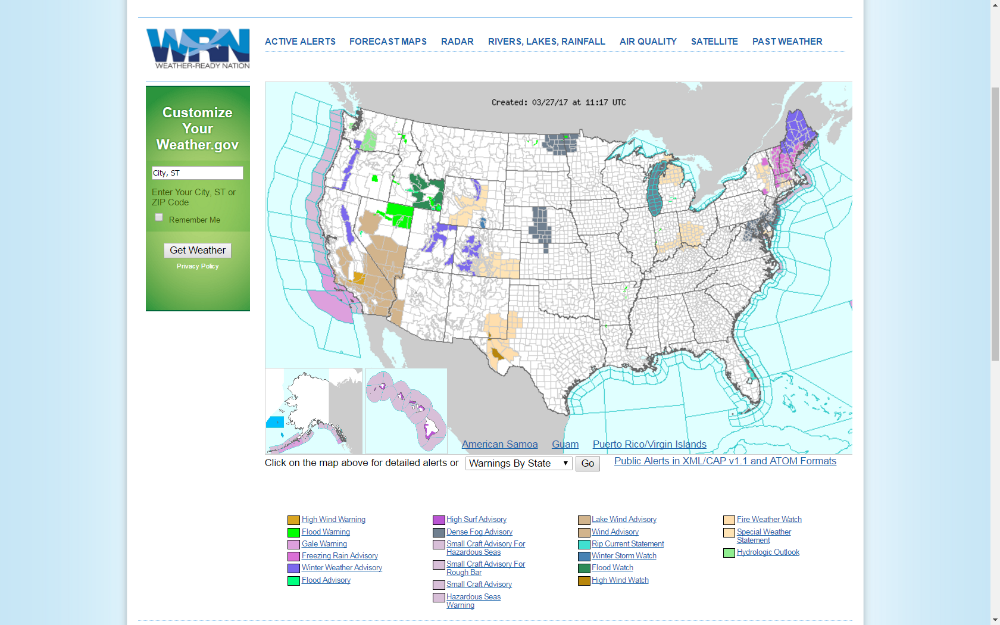 WRN
WEATHER-READY NATION
ACTIVE ALERTS FORECAST MAPS RADAR RIVERS, LAKES, RAINFALL AIR QUALITY SATELLITE PAST WEATHER
Customize
Your
Weather.gov
City, ST
Enter Your City, ST or
ZIP Code
Remember Me
Get Weather
Privacy Policy
Created: 03/27/17 at 11:17 UTC
American Samoa Guam Puerto Rico/Virgin Islands
Click on the map above for detailed alerts or Warnings By State Go Public Alerts in XML/CAP v1.1 and ATOM Formats
High Wind Warning
Flood Warning
Gale Warning
Freezing Rain Advisory
Winter Weather Advisory
Flood Advisory
High Surf Advisory
Dense Fog Advisory
Small Craft Advisory For
Hazardous Seas
Small Craft Advisory For
Rough Bar
Small Craft Advisory
Hazardous Seas
Warning
Lake Wind Advisory
Wind Advisory
Rip Current Statement
Winter Storm Watch
Flood Watch
High Wind Watch
Fire Weather Watch
Special Weather
Statement
Hydrologic Outlook